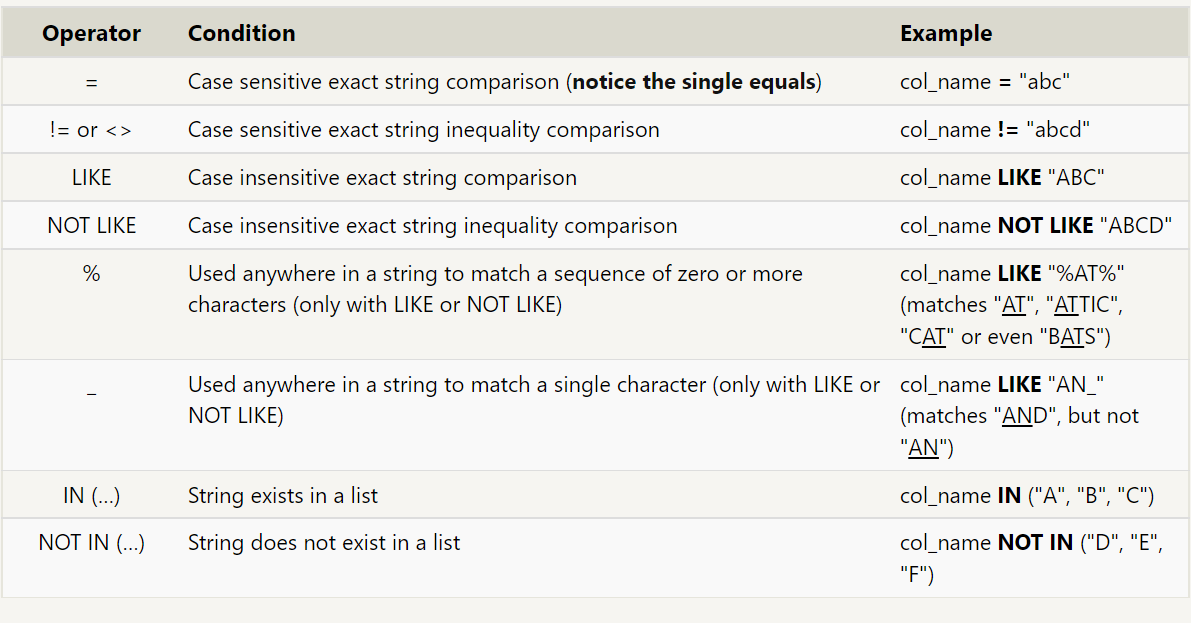 Operator Condition Example
= Case sensitive exact string comparison (notice the single equals) col_name = "abc"
!= or <> Case sensitive exact string inequality comparison col_name != "abcd"
LIKE Case insensitive exact string comparison col_name LIKE "ABC"
NOT LIKE Case insensitive exact string inequality comparison col_name NOT LIKE "ABCD"
% Used anywhere in a string to match a sequence of zero or more col_name LIKE "%AT%"
characters (only with LIKE or NOT LIKE) (matches "AT", "ATTIC",
"CAT" or even "BATS")
_ Used anywhere in a string to match a single character (only with LIKE or col_name LIKE "AN_"
NOT LIKE) (matches "AND", but not
"AN")
IN (…) String exists in a list col_name IN ("A", "B", "C")
NOT IN (…) String does not exist in a list col_name NOT IN ("D", "E",
"F")